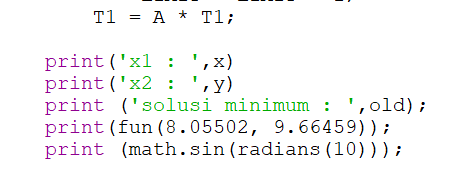 T1 = A * T1;
print('x1 : ',x)
print('x2 : ',y)
print ('solusi minimum : ',old);
print(fun(8.05502, 9.66459));
print (math.sin(radians(10)));